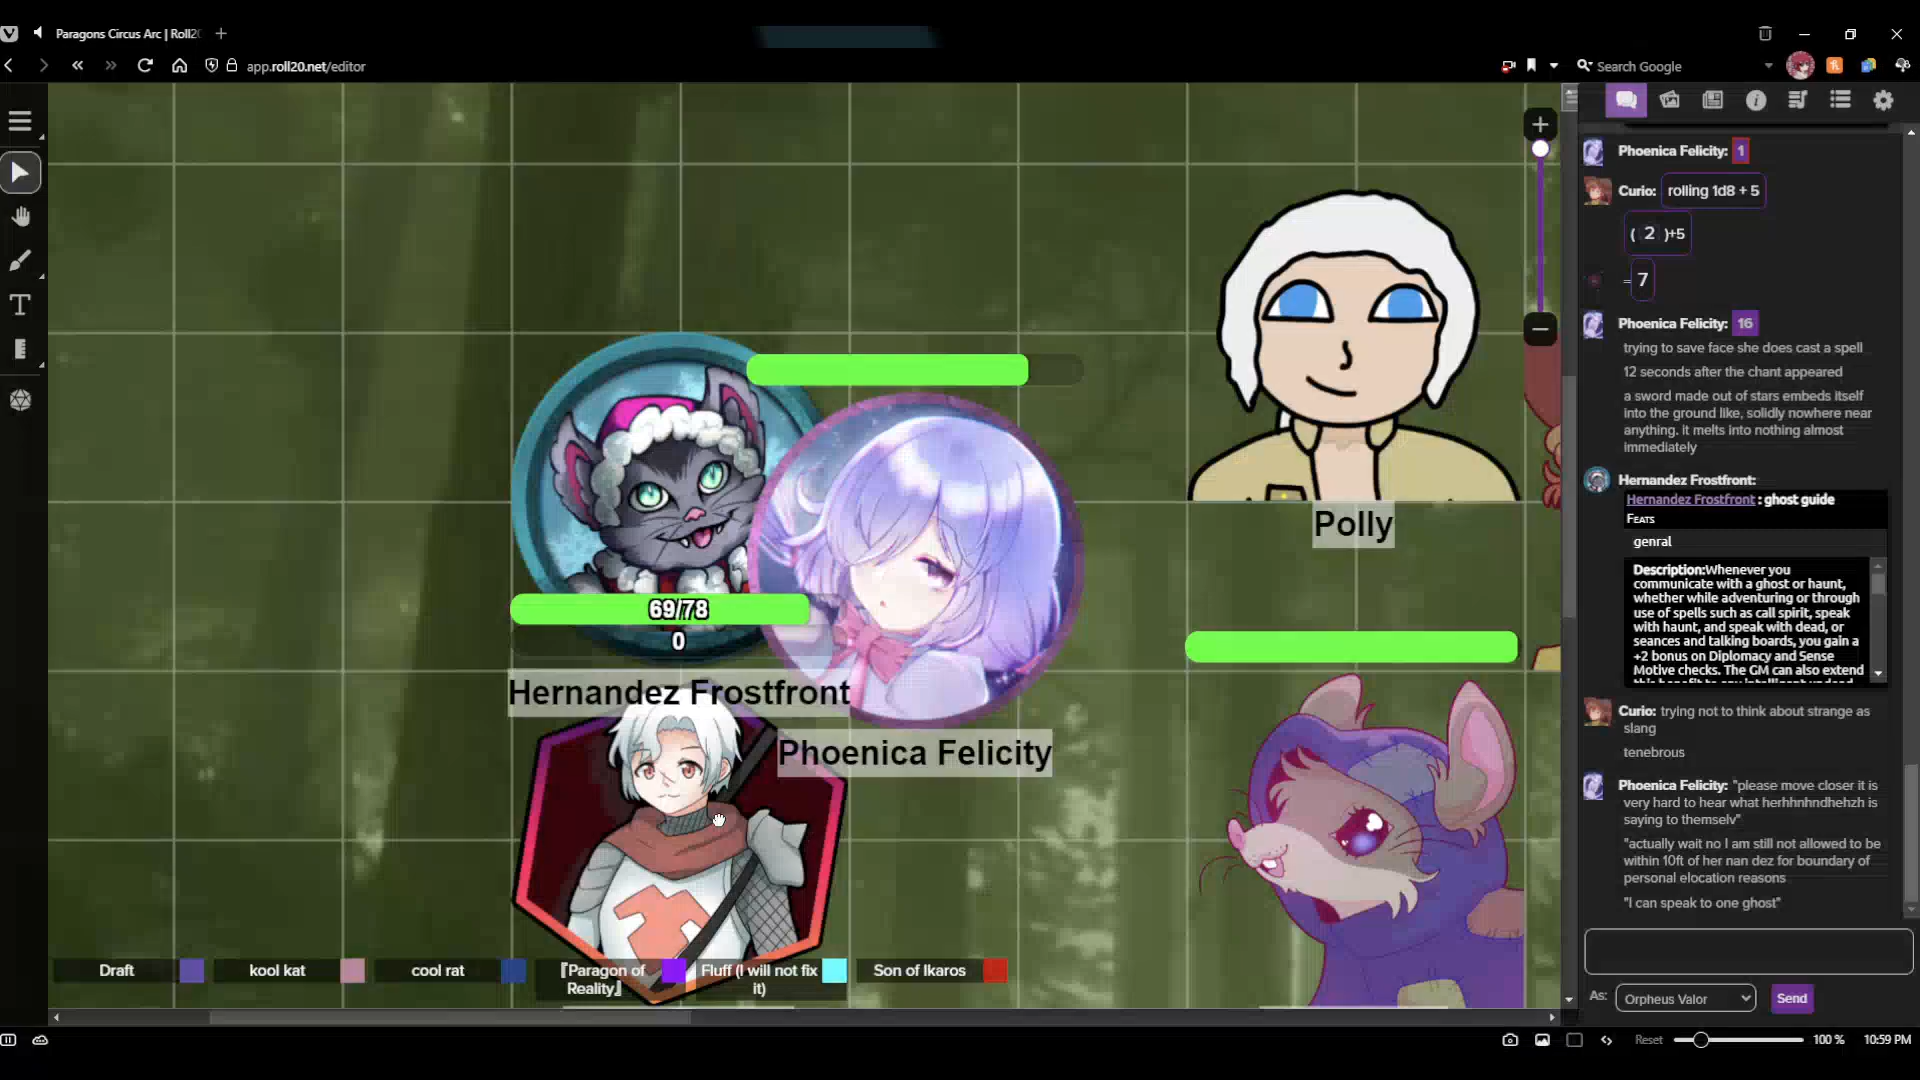 Paragons Circus Arc | Roll20
app.roll20.net/editor
Search Google
Phoenica Felicity: 1
Curio: rolling 1d8 + 5
( 2 )+5
=7
Phoenica Felicity: 16
trying to save face she does cast a spell
12 seconds after the chant appeared
a sword made out of stars embeds itself
into the ground like, solidly nowhere near
anything. it melts into nothing almost
immediately
Hernandez Frostfront:
Hernandez Frostfront : ghost guide
FEATS
genral
Description:Whenever you
communicate with a ghost or haunt,
whether while adventuring or through
use of spells such as call spirit, speak
with haunt, and speak with dead, or
seances and talking boards, you gain a
+2 bonus on Diplomacy and Sense
Motive checks. The GM can also extend
Curio: trying not to think about strange as
slang
tenebrous
Phoenica Felicity: "please move closer it is
very hard to hear what herhhnhndhehzh is
saying to themselv"
"actually wait no I am still not allowed to be
within 10ft of her nan dez for boundary of
personal elocation reasons
"I can speak to one ghost"
As:
Orpheus Valor
Send
Polly
69/78
0
Hernandez Frostfront
Phoenica Felicity
Draft
kool kat
cool rat
『Paragon of
Reality』
Fluff (I will not fix
it)
Son of Ikaros
Reset
100 %
10:59 PM